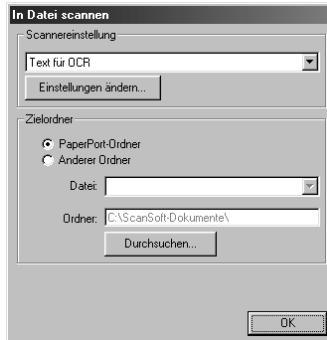 In Datei scannen
Scannereinstellung
Text für OCR
Einstellungen ändern...
Zielordner
PaperPort-Ordner
Anderer Ordner
Datei:
Ordner: C:\ScanSoft-Dokumente\
Durchsuchen...
OK